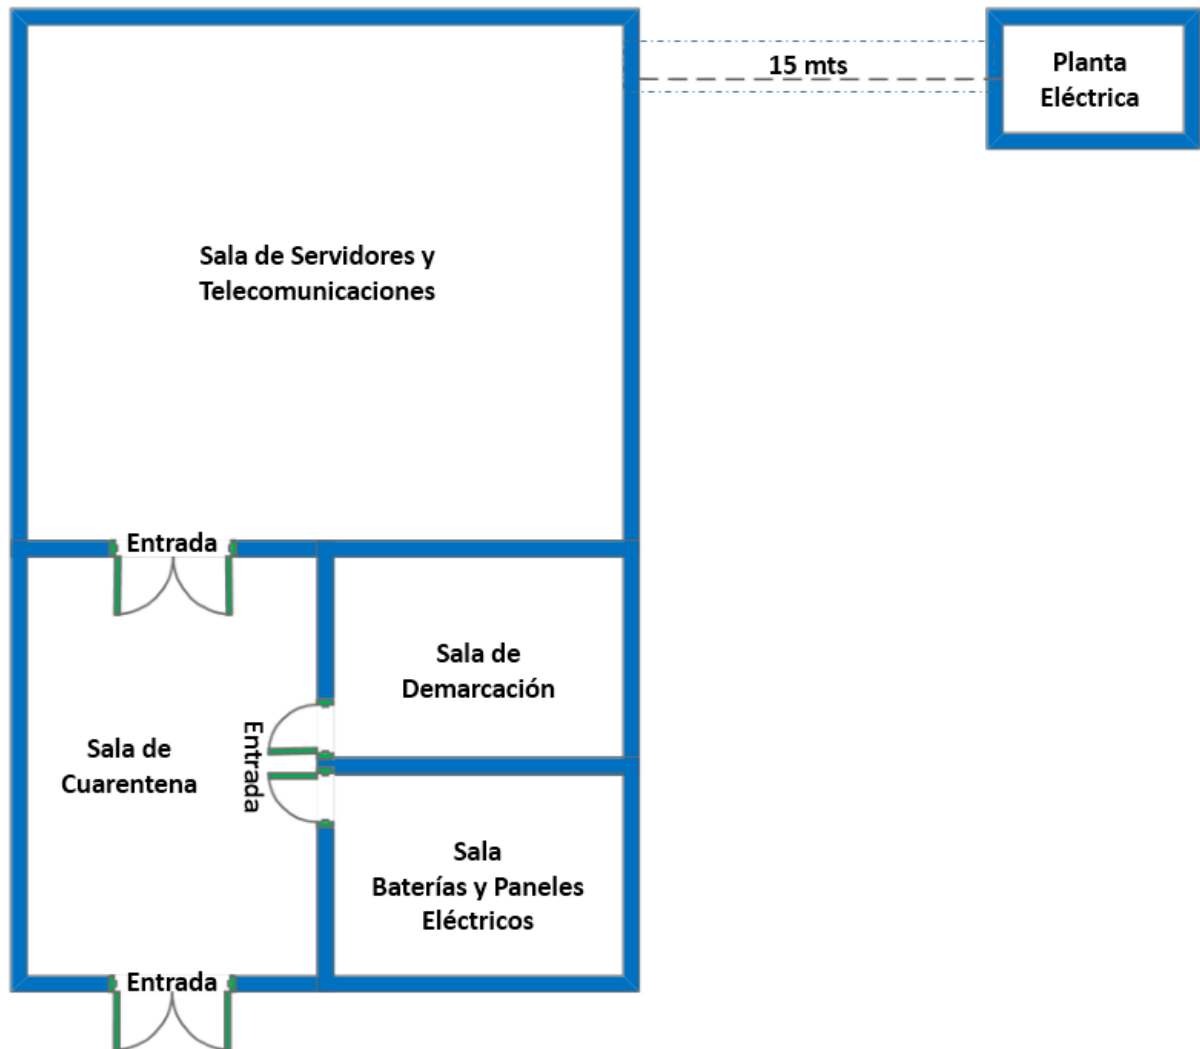 15 mts
Planta
Eléctrica
Sala de Servidores y
Telecomunicaciones
Entrada
Sala de
Demarcación
Entrada
Sala de
Cuarentena
Sala
Baterías y Paneles
Eléctricos
Entrada